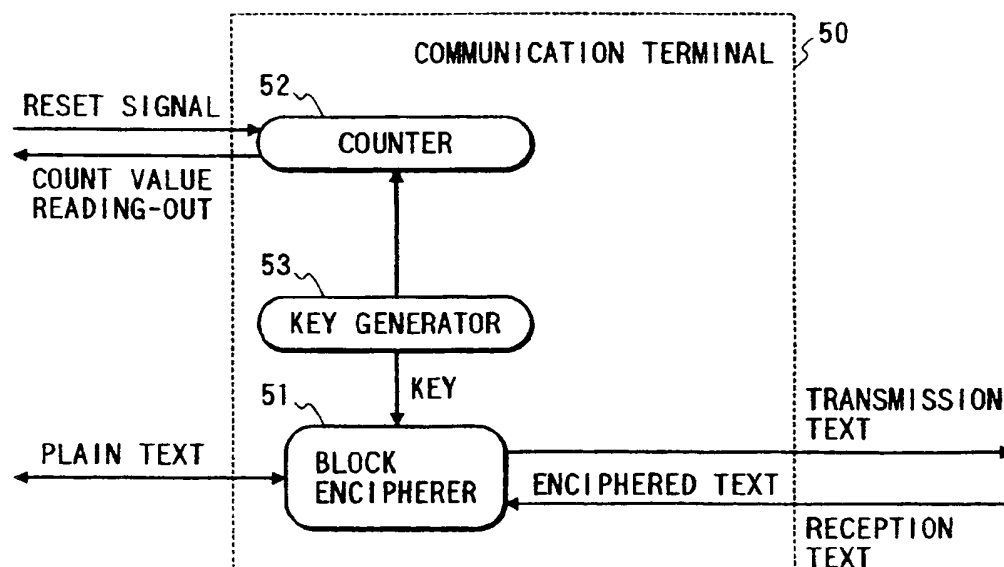 COMMUNICATION TERMINAL
50
52
RESET SIGNAL
COUNTER
COUNT VALUE
READING-OUT
53
KEY GENERATOR
KEY
51
TRANSMISSION
TEXT
PLAIN TEXT
BLOCK
ENCIPHERER
ENCIPHERED TEXT
RECEPTION
TEXT